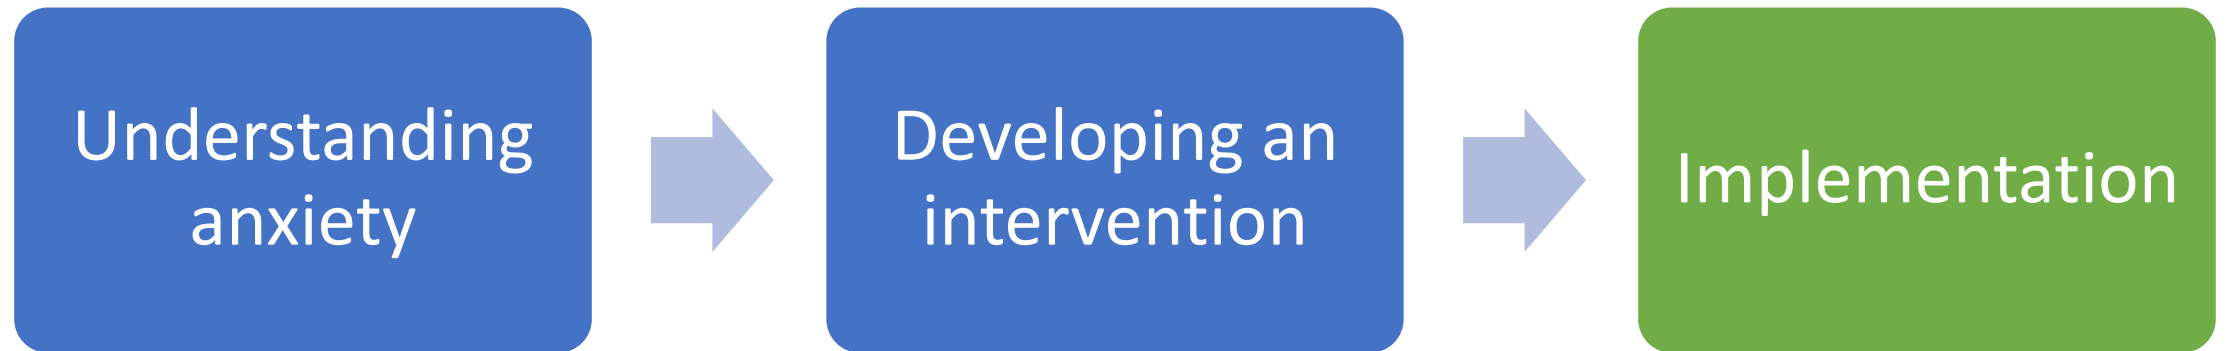 Understanding
anxiety
Developing an
intervention
Implementation